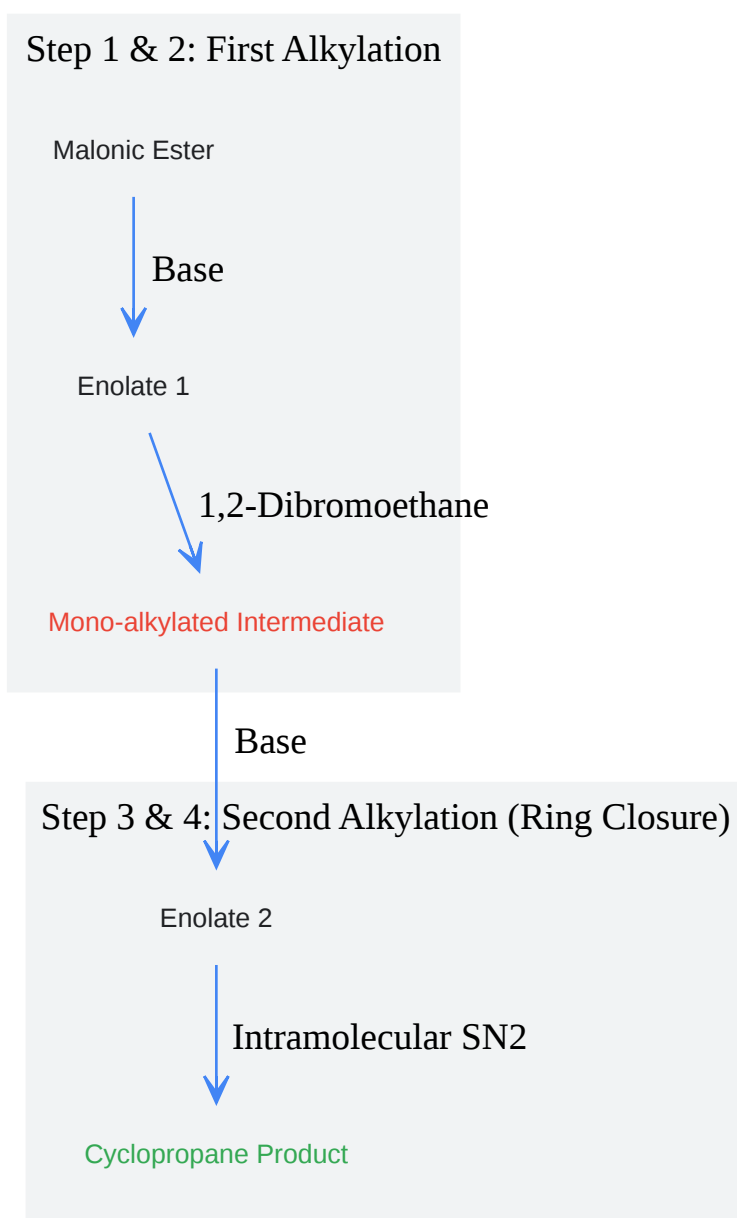 Step 1 & 2: First Alkylation
Malonic Ester
Base
Enolate 1
1,2-Dibromoethane
Mono-alkylated Intermediate
Base
Step 3 & 4: Second Alkylation (Ring Closure)
Enolate 2
Intramolecular SN2
Cyclopropane Product